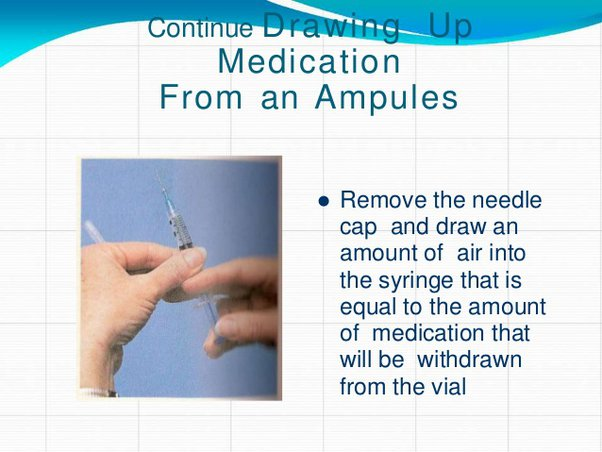 Continue Drawing Up
Medication
From an Ampules
Remove the needle
cap and draw an
amount of air into
the syringe that is
equal to the amount
of medication that
will be withdrawn
from the vial